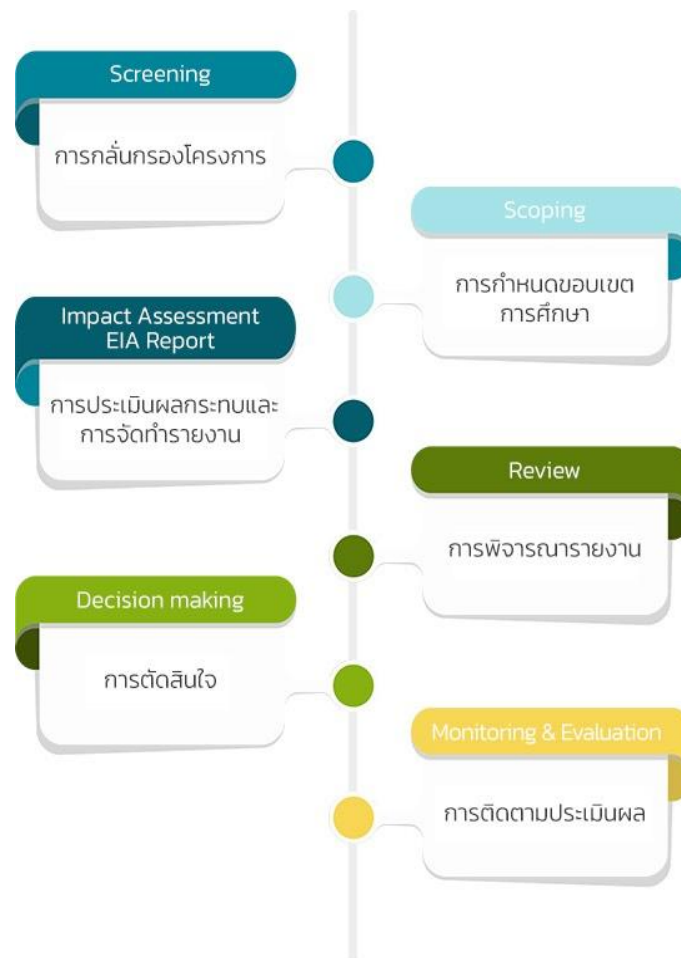 Screening
การกลั่นกรองโครงการ
Scoping
การกำหนดขอบเขต
การศึกษา
Impact Assessment
EIA Report
การประเมินผลกระทบและ
การจัดทำรายงาน
Review
การพิจารณารายงาน
Decision making
การตัดสินใจ
Monitoring & Evaluation
การติดตามประเมินผล